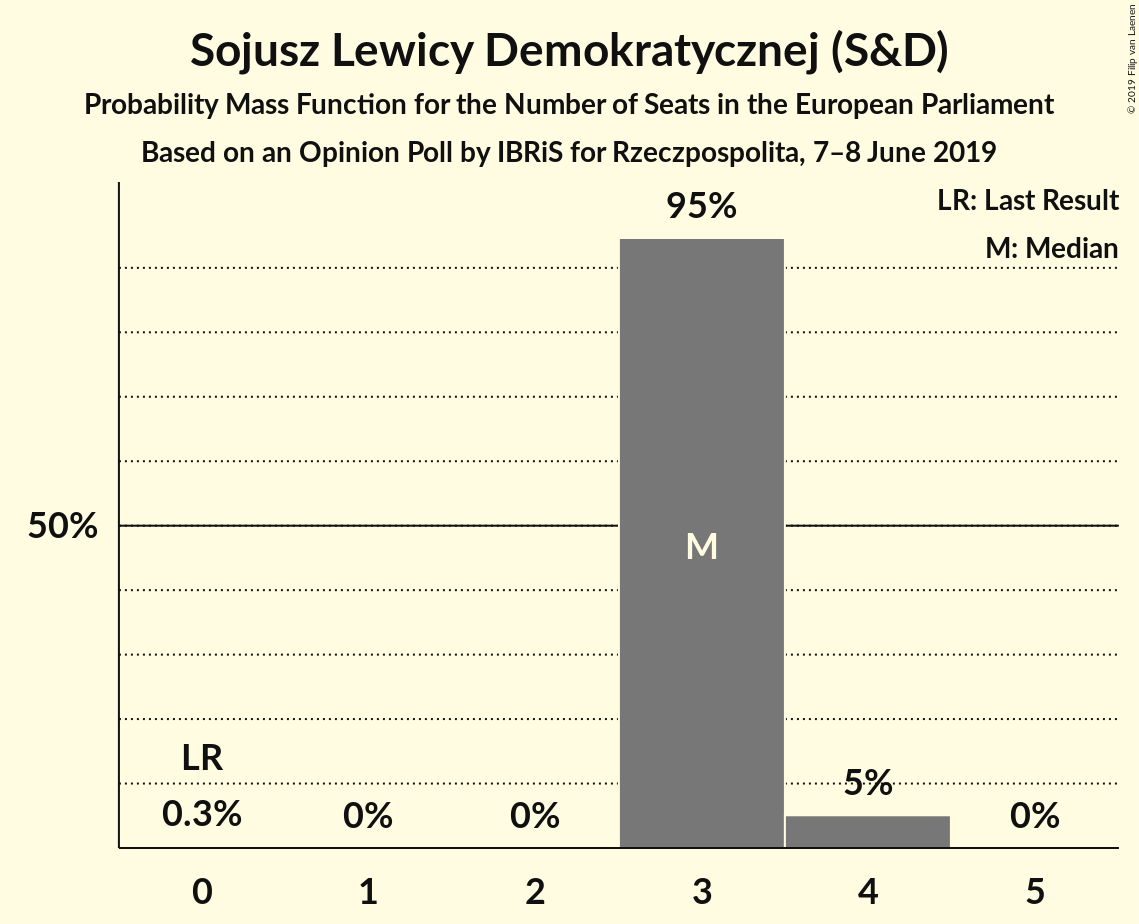 Sojusz Lewicy Demokratycznej (S&D)
Probability Mass Function for the Number of Seats in the European Parliament
Based on an Opinion Poll by IBRiS for Rzeczpospolita, 7–8 June 2019
© 2019 Filip van Laenen
LR: Last Result
M: Median
95%
50%
M
LR
0.3%
0%
0%
5%
0%
0 1 2 3 4 5